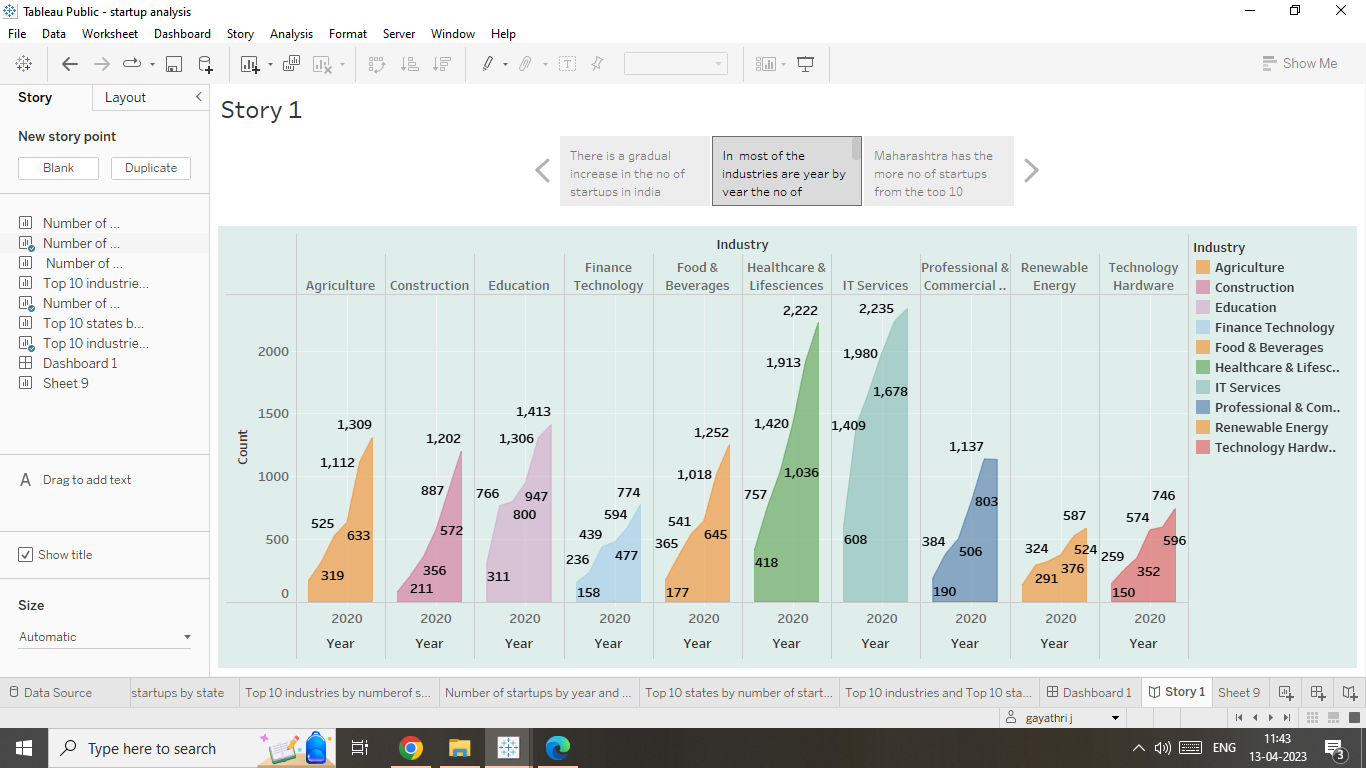 Tableau Public - startup analysis
File Data Worksheet Dashboard Story Analysis Format Server Window Help
Show Me
Story Layout
New story point
Blank Duplicate
Number of ...
Number of ...
Number of ...
Top 10 industrie...
Number of ...
Top 10 states b...
Top 10 industrie...
Dashboard 1
Sheet 9
A Drag to add text
Show title
Size
Automatic
Story 1
There is a gradual
increase in the no of
startups in india
In most of the
industries are year by
year the no of
Maharashtra has the
more no of startups
from the top 10
Industry
Agriculture
Construction
Education
Finance
Technology
Food &
Beverages
Healthcare &
Lifesciences
IT Services
Professional &
Commercial ..
Renewable
Energy
Technology
Hardware
Count
2000
1500
1000
500
0
1,309
1,112
525
633
319
1,202
887
572
356
211
1,413
1,306
766
947
800
311
774
594
439
477
236
158
1,252
1,018
541
645
365
177
2,222
1,913
1,420
1,036
757
418
2,235
1,980
1,678
1,409
608
1,137
803
384
506
190
587
324
524
376
291
746
574
596
259
352
150
2020 2020 2020 2020 2020 2020 2020 2020 2020 2020
Year Year Year Year Year Year Year Year Year Year
Industry
Agriculture
Construction
Education
Finance Technology
Food & Beverages
Healthcare & Lifesc..
IT Services
Professional & Com..
Renewable Energy
Technology Hardw..
Data Source startups by state Top 10 industries by numberof s... Number of startups by year and ... Top 10 states by number of start... Top 10 industries and Top 10 sta... Dashboard 1 Story 1 Sheet 9
gayathri j
Type here to search
ENG
11:43
13-04-2023
3